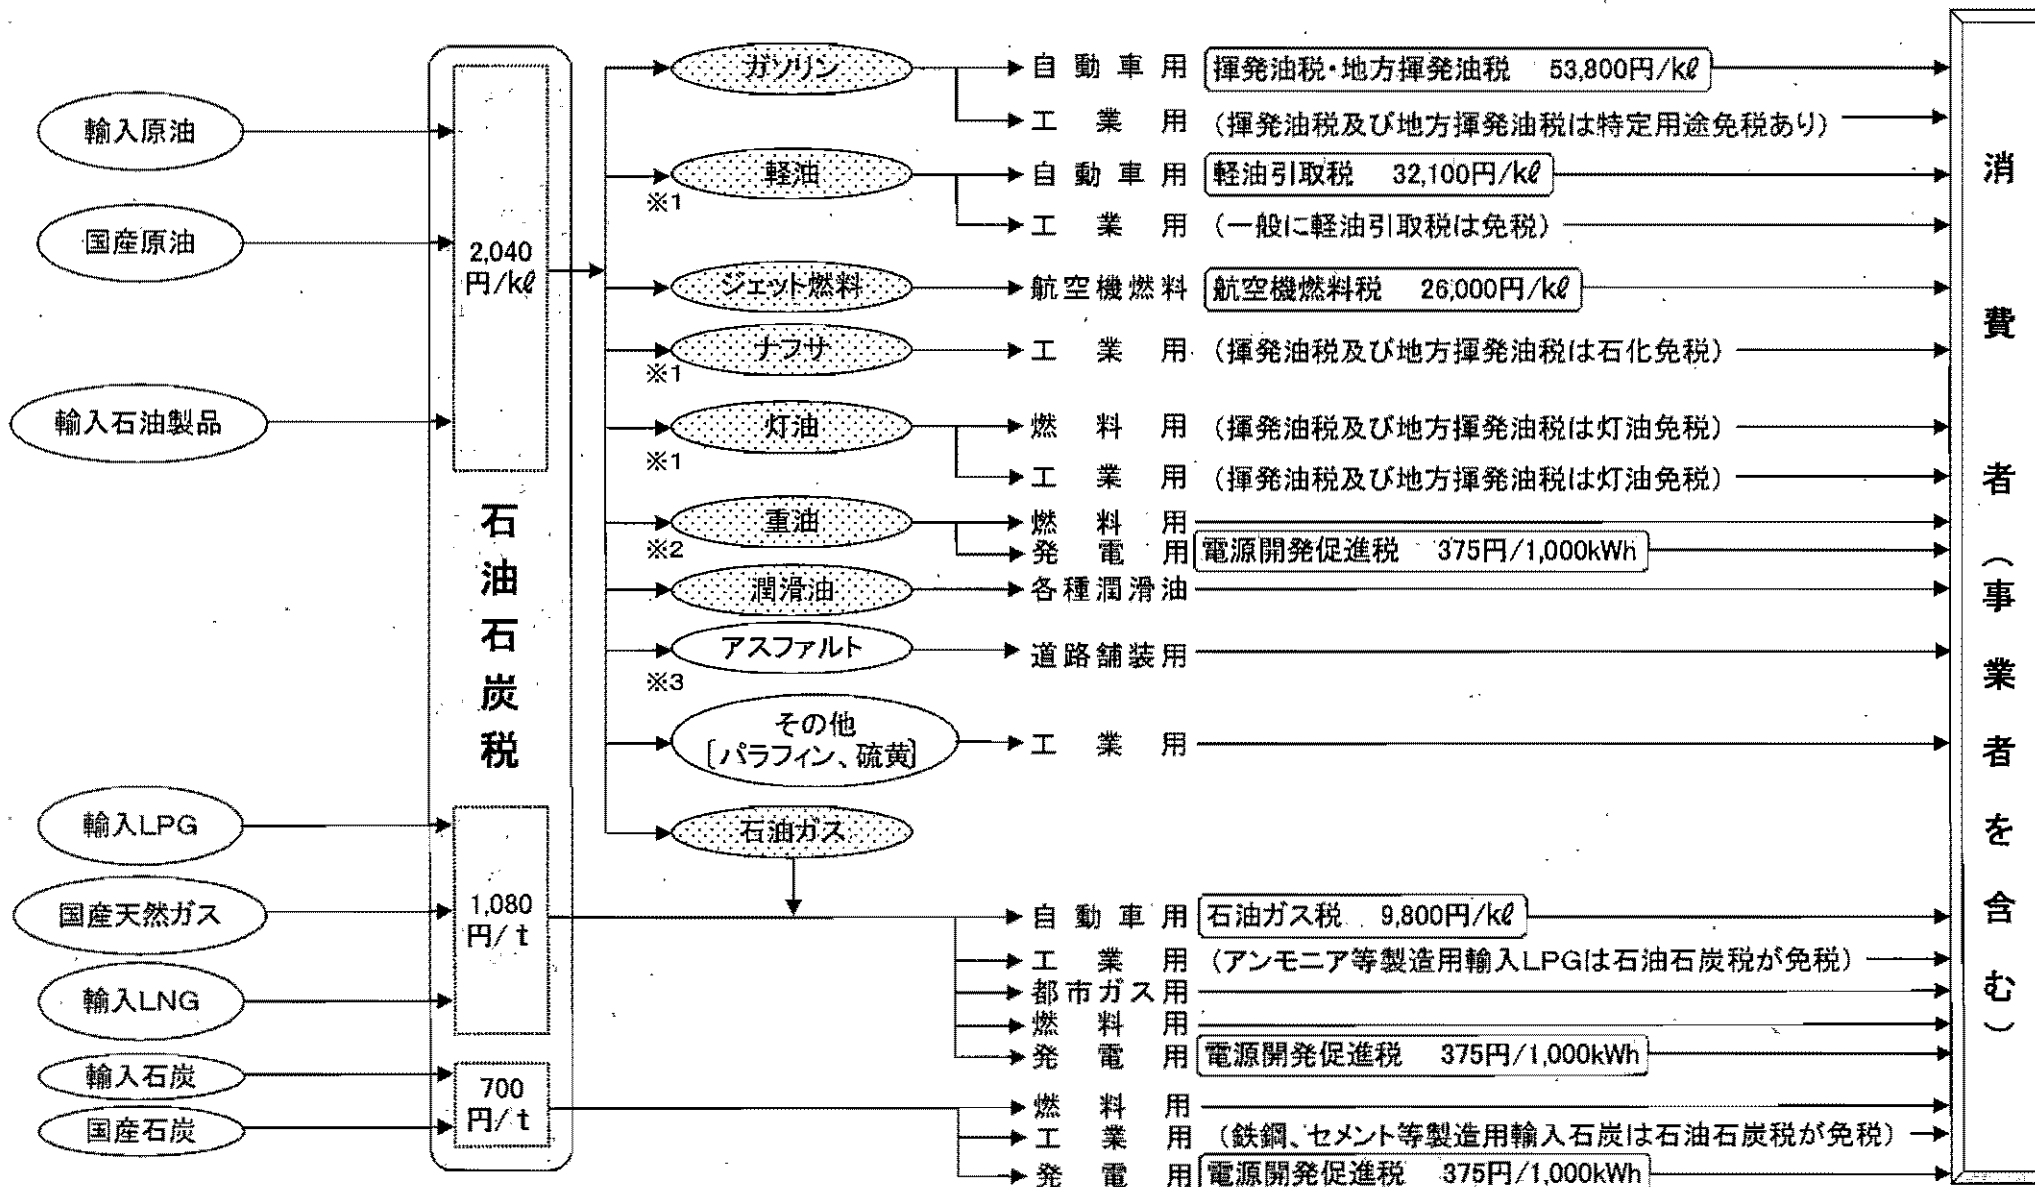 輸入原油
国産原油
輸入石油製品
輸入LPG
国産天然ガス
輸入LNG
輸入石炭
国産石炭
2,040
円/kℓ
石油石炭税
1,080
円/t
700
円/t
ガソリン
自動車用 揮発油税・地方揮発油税 53,800円/kℓ
工業用 (揮発油税及び地方揮発油税は特定用途免税あり)
軽油
※1
自動車用 軽油引取税 32,100円/kℓ
工業用 (一般に軽油引取税は免税)
ジェット燃料
航空機燃料 航空機燃料税 26,000円/kℓ
ナフサ
※1
工業用 (揮発油税及び地方揮発油税は石化免税)
灯油
※1
燃料用 (揮発油税及び地方揮発油税は灯油免税)
工業用 (揮発油税及び地方揮発油税は灯油免税)
重油
※2
燃料用
発電用 電源開発促進税 375円/1,000kWh
潤滑油
各種潤滑油
アスファルト
※3
道路舗装用
その他
[パラフィン、硫黄]
工業用
石油ガス
自動車用 石油ガス税 9,800円/kℓ
工業用 (アンモニア等製造用輸入LPGは石油石炭税が免税)
都市ガス用
燃料用
発電用 電源開発促進税 375円/1,000kWh
燃料用
工業用 (鉄鋼、セメント等製造用輸入石炭は石油石炭税が免税)
発電用 電源開発促進税 375円/1,000kWh
消費者(事業者を含む)